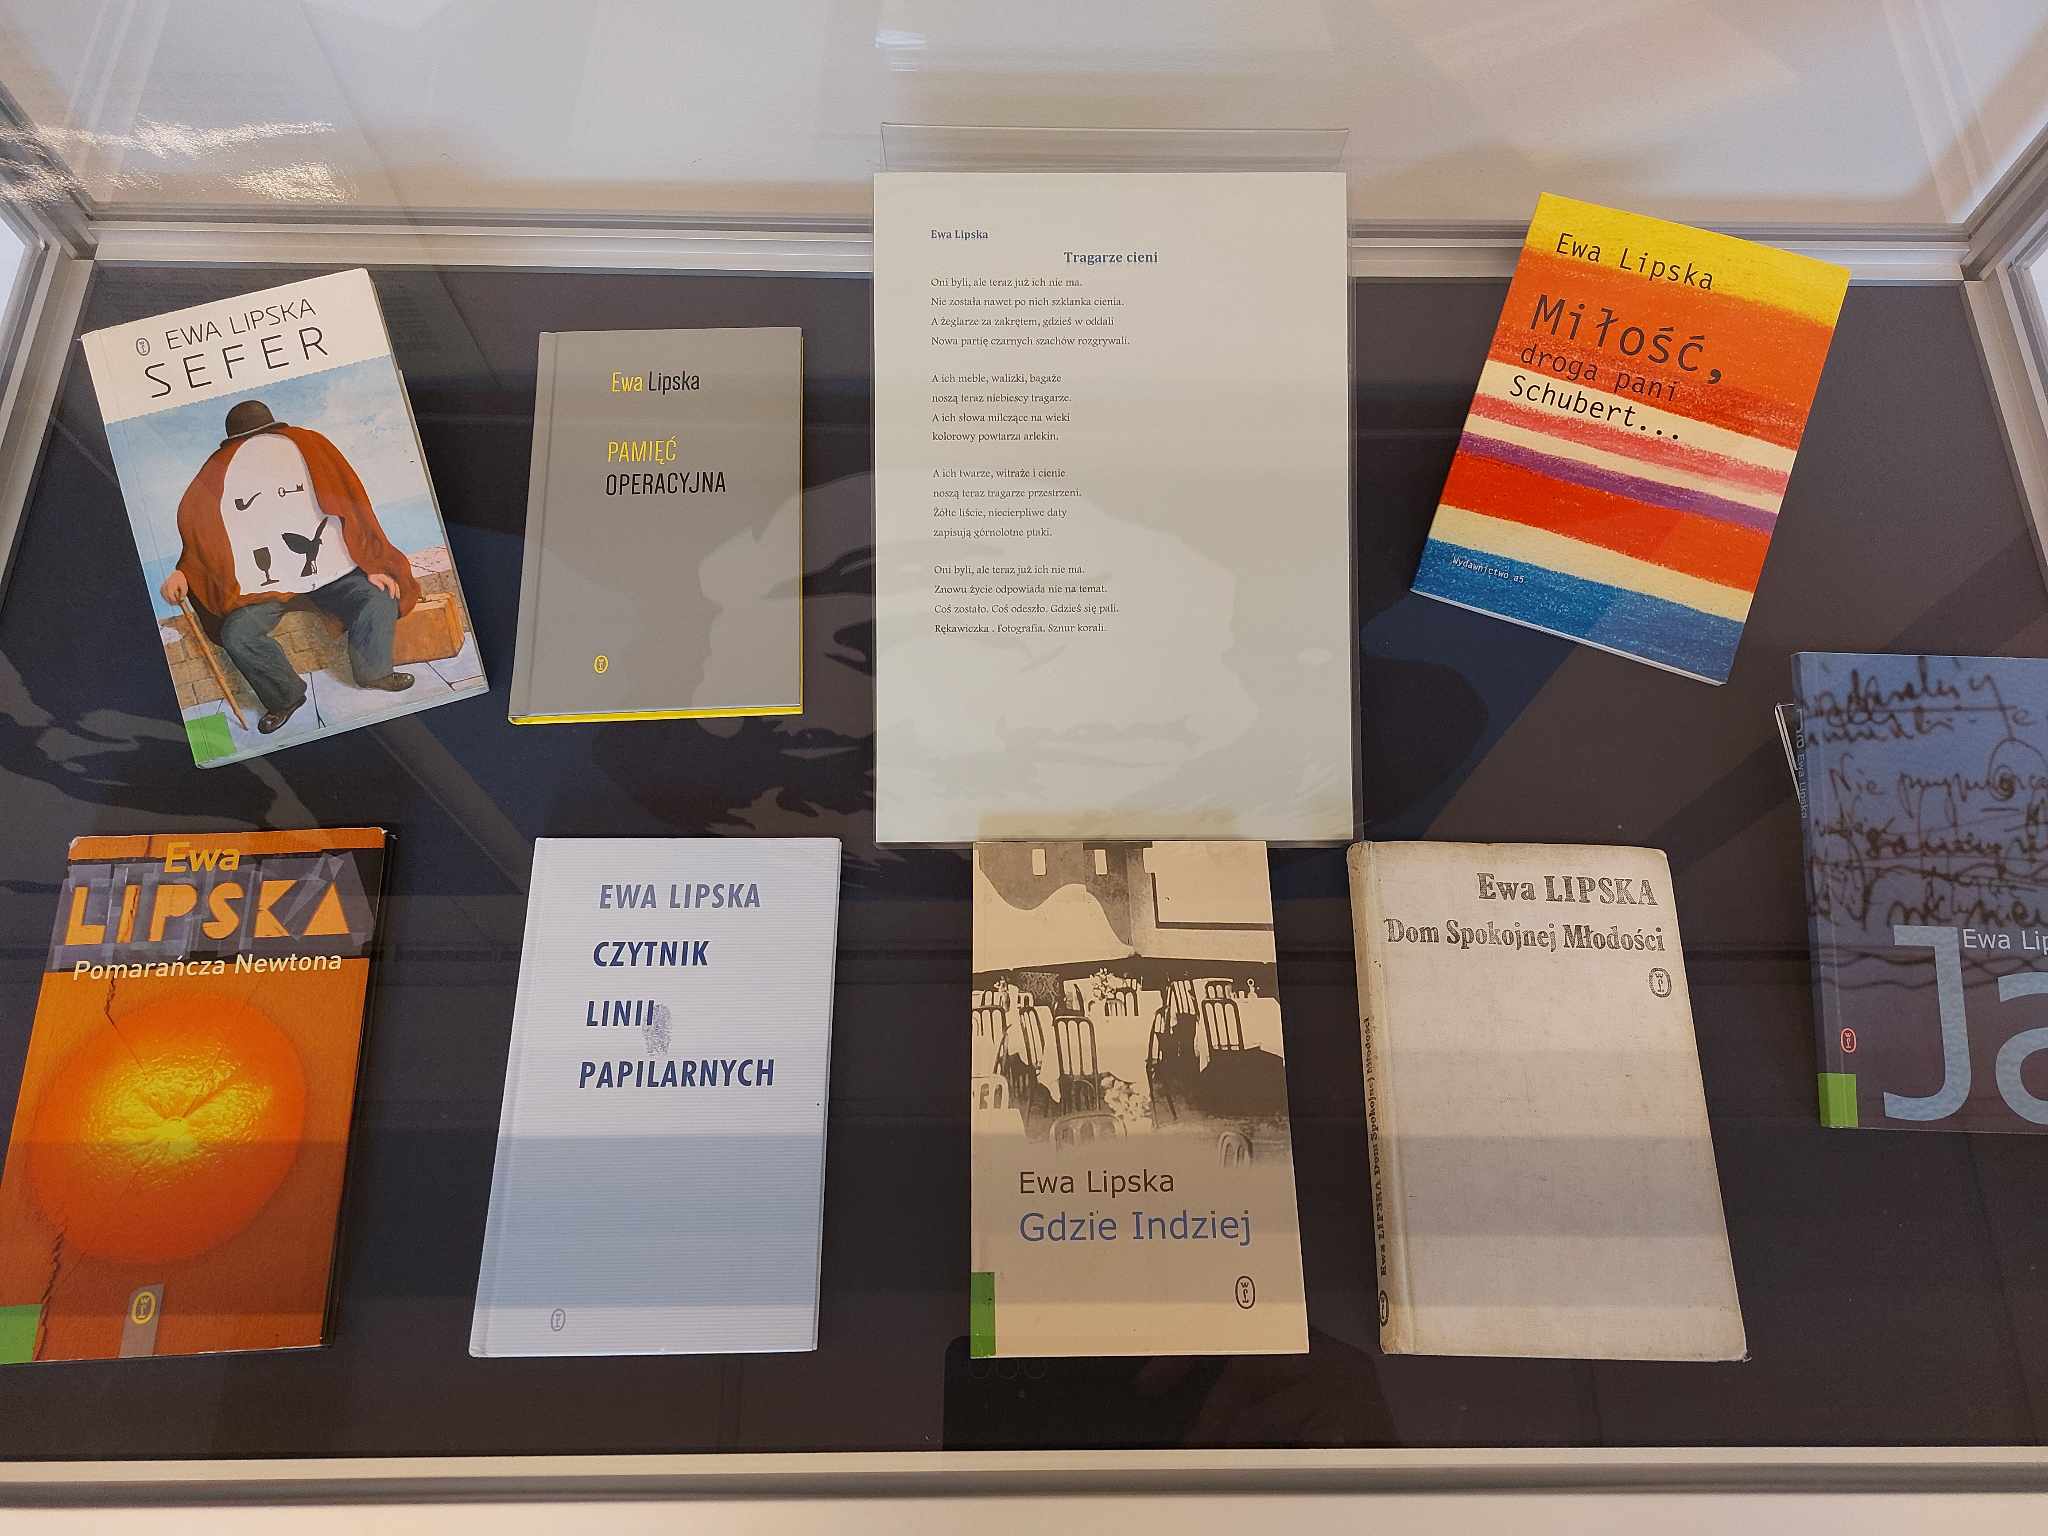 EWA LIPSKA
SEFER
Ewa Lipska
PAMIĘĆ
OPERACYJNA
Ewa Lipska
Tragarze cieni
Oni byli, ale teraz już ich nie ma.
Nie została nawet po nich szklanka cienia.
A żeglarze za zakrętem, gdzieś w oddali
Nowa partię czarnych szachów rozgrywali.
A ich meble, walizki, bagaże
noszą teraz niebiescy tragarze.
A ich słowa milczące na wieki
kolorowy powtarza arlekin.
A ich twarze, witraże i cienie
noszą teraz tragarze przestrzeni.
Żółte liście, niecierpliwe daty
zapisują górnolotne ptaki.
Oni byli, ale teraz już ich nie ma.
Znowu życie odpowiada nie na temat.
Coś zostało. Coś odeszło. Gdzieś się pali.
Rękawiczka . Fotografia. Sznur korali.
Ewa Lipska
Miłość,
droga pani
Schubert...
Wydawnictwo a5
Ewa
LIPSKA
Pomarańcza Newtona
EWA LIPSKA
CZYTNIK
LINII
PAPILARNYCH
Ewa Lipska
Gdzie Indziej
Ewa LIPSKA
Dom Spokojnej Młodości
Ewa LIPSKA Dom Spokojnej Młodości
Ewa Lip
Ja